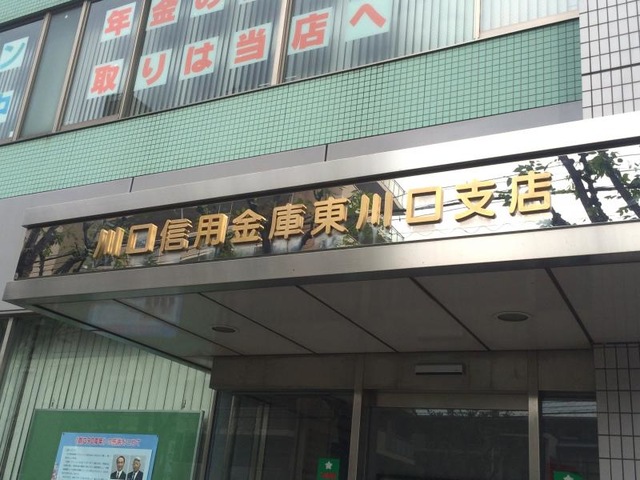 年金の
取りは当店へ
ン
川口信用金庫東川口支店